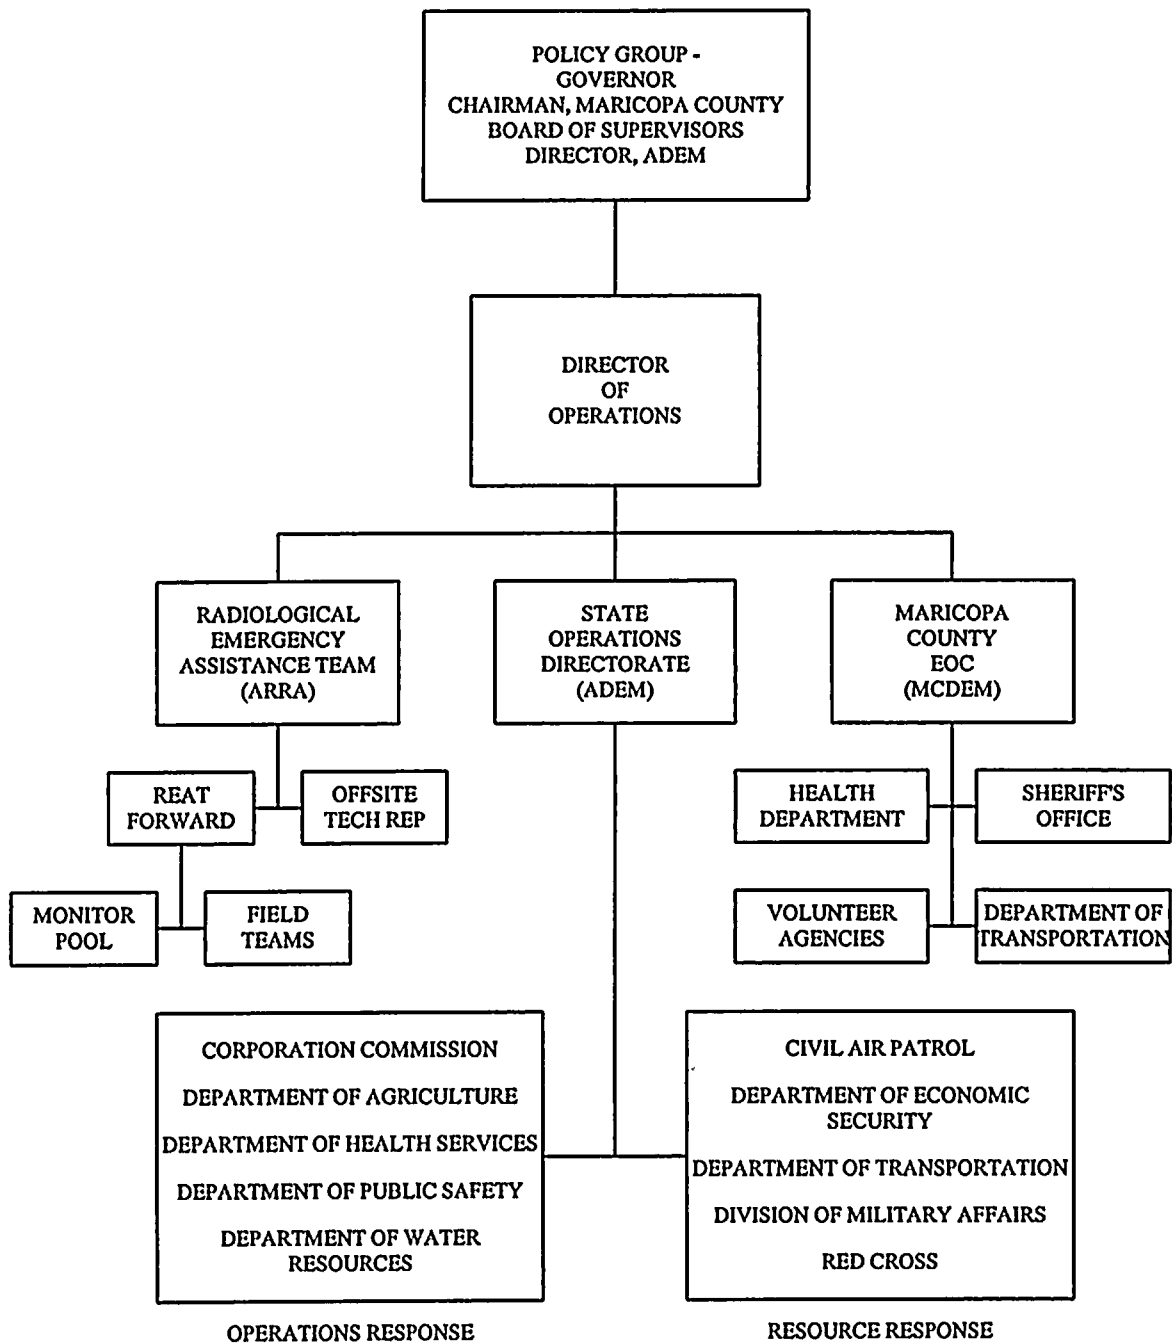 POLICY GROUP -
GOVERNOR
CHAIRMAN, MARICOPA COUNTY
BOARD OF SUPERVISORS
DIRECTOR, ADEM
DIRECTOR
OF
OPERATIONS
RADIOLOGICAL
EMERGENCY
ASSISTANCE TEAM
(ARRA)
STATE
OPERATIONS
DIRECTORATE
(ADEM)
MARICOPA
COUNTY
EOC
(MCDEM)
REAT
FORWARD
OFFSITE
TECH REP
HEALTH
DEPARTMENT
SHERIFF'S
OFFICE
MONITOR
POOL
FIELD
TEAMS
VOLUNTEER
AGENCIES
DEPARTMENT OF
TRANSPORTATION
CORPORATION COMMISSION
DEPARTMENT OF AGRICULTURE
DEPARTMENT OF HEALTH SERVICES
DEPARTMENT OF PUBLIC SAFETY
DEPARTMENT OF WATER
RESOURCES
OPERATIONS RESPONSE
CIVIL AIR PATROL
DEPARTMENT OF ECONOMIC
SECURITY
DEPARTMENT OF TRANSPORTATION
DIVISION OF MILITARY AFFAIRS
RED CROSS
RESOURCE RESPONSE